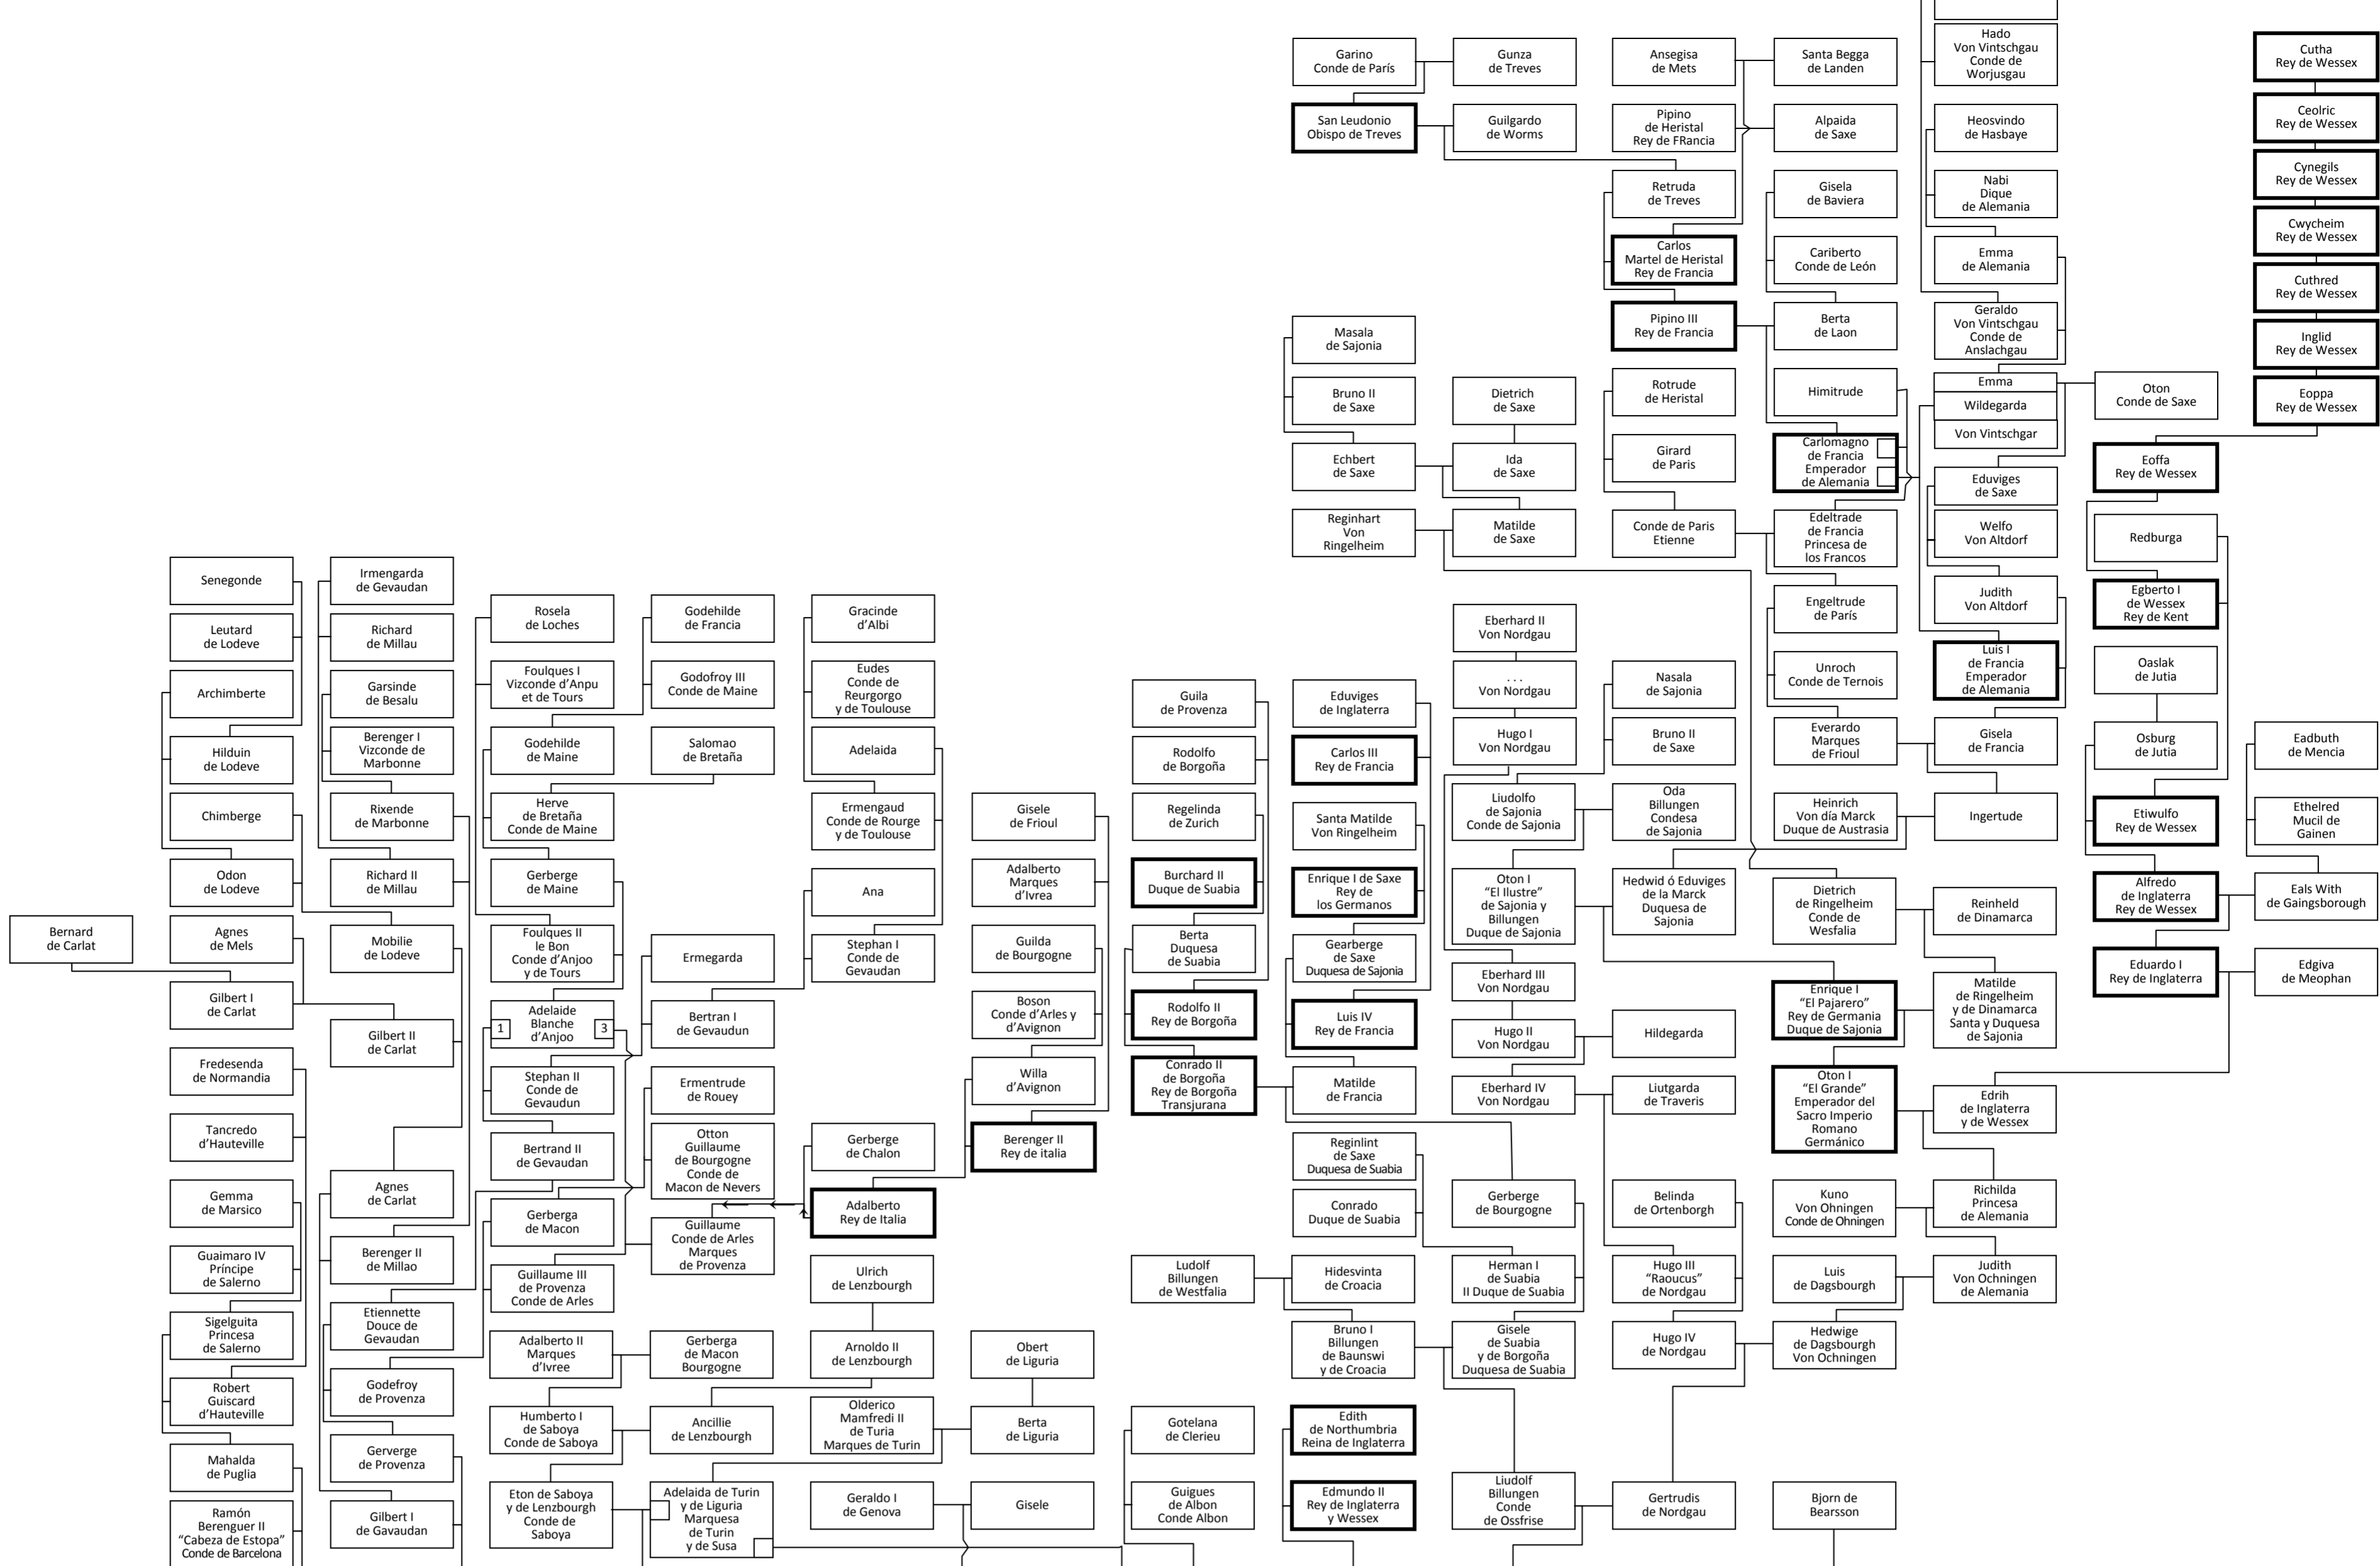 Hado
Von Vintschgau
Conde de
Worjusgau
Garino
Conde de París
Gunza
de Treves
Ansegisa
de Mets
Santa Begga
de Landen
Cutha
Rey de Wessex
San Leudonio
Obispo de Treves
Guilgardo
de Worms
Pipino
de Heristal
Rey de FRancia
Alpaida
de Saxe
Heosvindo
de Hasbaye
Ceolric
Rey de Wessex
Cynegils
Rey de Wessex
Retruda
de Treves
Gisela
de Baviera
Nabi
Dique
de Alemania
Cwycheim
Rey de Wessex
Carlos
Martel de Heristal
Rey de Francia
Cariberto
Conde de León
Emma
de Alemania
Cuthred
Rey de Wessex
Masala
de Sajonia
Pipino III
Rey de Francia
Berta
de Laon
Geraldo
Von Vintschgau
Conde de
Anslachgau
Inglid
Rey de Wessex
Bruno II
de Saxe
Dietrich
de Saxe
Rotrude
de Heristal
Himitrude
Emma
Wildegarda
Von Vintschgar
Oton
Conde de Saxe
Eoppa
Rey de Wessex
Echbert
de Saxe
Ida
de Saxe
Girard
de Paris
Carlomagno
de Francia
Emperador
de Alemania
Eduviges
de Saxe
Eoffa
Rey de Wessex
Reginhart
Von
Ringelheim
Matilde
de Saxe
Conde de Paris
Etienne
Edeltrade
de Francia
Princesa de
los Francos
Welfo
Von Altdorf
Redburga
Senegonde
Irmengarda
de Gevaudan
Rosela
de Loches
Godehilde
de Francia
Gracinde
d’Albi
Eberhard II
Von Nordgau
Engeltrude
de París
Judith
Von Altdorf
Egberto I
de Wessex
Rey de Kent
Leutard
de Lodeve
Richard
de Millau
Foulques I
Vizconde d’Anpu
et de Tours
Godofroy III
Conde de Maine
Eudes
Conde de
Reurgorgo
y de Toulouse
. . .
Von Nordgau
Nasala
de Sajonia
Unroch
Conde de Ternois
Luis I
de Francia
Emperador
de Alemania
Oaslak
de Jutia
Archimberte
Garsinde
de Besalu
Guila
de Provenza
Eduviges
de Inglaterra
Hilduin
de Lodeve
Berenger I
Vizconde de
Marbonne
Godehilde
de Maine
Salomao
de Bretaña
Adelaida
Rodolfo
de Borgoña
Carlos III
Rey de Francia
Hugo I
Von Nordgau
Bruno II
de Saxe
Everardo
Marques
de Frioul
Gisela
de Francia
Osburg
de Jutia
Eadbuth
de Mencia
Chimberge
Rixende
de Marbonne
Herve
de Bretaña
Conde de Maine
Ermengaud
Conde de Rourge
y de Toulouse
Gisele
de Frioul
Regelinda
de Zurich
Santa Matilde
Von Ringelheim
Liudolfo
de Sajonia
Conde de Sajonia
Oda
Billungen
Condesa
de Sajonia
Heinrich
Von día Marck
Duque de Austrasia
Ingertude
Etiwulfo
Rey de Wessex
Ethelred
Mucil de
Gainen
Odon
de Lodeve
Richard II
de Millau
Gerberge
de Maine
Ana
Adalberto
Marques
d’Ivrea
Burchard II
Duque de Suabia
Enrique I de Saxe
Rey de
los Germanos
Oton I
“El Ilustre”
de Sajonia y
Billungen
Duque de Sajonia
Hedwid ó Eduviges
de la Marck
Duquesa de
Sajonia
Dietrich
de Ringelheim
Conde de
Wesfalia
Reinheld
de Dinamarca
Alfredo
de Inglaterra
Rey de Wessex
Eals With
de Gaingsborough
Bernard
de Carlat
Agnes
de Mels
Mobilie
de Lodeve
Foulques II
le Bon
Conde d’Anjoo
y de Tours
Ermegarda
Stephan I
Conde de
Gevaudan
Guilda
de Bourgogne
Berta
Duquesa
de Suabia
Gearberge
de Saxe
Duquesa de Sajonia
Eberhard III
Von Nordgau
Eduardo I
Rey de Inglaterra
Edgiva
de Meophan
Gilbert I
de Carlat
Gilbert II
de Carlat
1
Adelaide
Blanche
d’Anjoo
3
Bertran I
de Gevaudun
Boson
Conde d’Arles y
d’Avignon
Rodolfo II
Rey de Borgoña
Luis IV
Rey de Francia
Hugo II
Von Nordgau
Hildegarda
Enrique I
“El Pajarero”
Rey de Germania
Duque de Sajonia
Matilde
de Ringelheim
y de Dinamarca
Santa y Duquesa
de Sajonia
Fredesenda
de Normandia
Stephan II
Conde de
Gevaudun
Ermentrude
de Rouey
Willa
d’Avignon
Conrado II
de Borgoña
Rey de Borgoña
Transjurana
Matilde
de Francia
Eberhard IV
Von Nordgau
Liutgarda
de Traveris
Oton I
“El Grande”
Emperador del
Sacro Imperio
Romano
Germánico
Edrih
de Inglaterra
y de Wessex
Tancredo
d’Hauteville
Bertrand II
de Gevaudan
Otton
Guillaume
de Bourgogne
Conde de
Macon de Nevers
Gerberge
de Chalon
Berenger II
Rey de italia
Reginlint
de Saxe
Duquesa de Suabia
Gemma
de Marsico
Agnes
de Carlat
Gerberga
de Macon
Guillaume
Conde de Arles
Marques
de Provenza
Adalberto
Rey de Italia
Conrado
Duque de Suabia
Gerberge
de Bourgogne
Belinda
de Ortenborgh
Kuno
Von Ohningen
Conde de Ohningen
Richilda
Princesa
de Alemania
Guaimaro IV
Príncipe
de Salerno
Berenger II
de Millao
Guillaume III
de Provenza
Conde de Arles
Ulrich
de Lenzbourgh
Ludolf
Billungen
de Westfalia
Hidesvinta
de Croacia
Herman I
de Suabia
II Duque de Suabia
Hugo III
“Raoucus”
de Nordgau
Luis
de Dagsbourgh
Judith
Von Ochningen
de Alemania
Sigelguita
Princesa
de Salerno
Etiennette
Douce de
Gevaudan
Adalberto II
Marques
d’Ivree
Gerberga
de Macon
Bourgogne
Arnoldo II
de Lenzbourgh
Obert
de Liguria
Bruno I
Billungen
de Baunswi
y de Croacia
Gisele
de Suabia
y de Borgoña
Duquesa de Suabia
Hugo IV
de Nordgau
Hedwige
de Dagsbourgh
Von Ochningen
Robert
Guiscard
d’Hauteville
Godefroy
de Provenza
Humberto I
de Saboya
Conde de Saboya
Ancillie
de Lenzbourgh
Olderico
Mamfredi II
de Turia
Marques de Turin
Berta
de Liguria
Gotelana
de Clerieu
Edith
de Northumbria
Reina de Inglaterra
Mahalda
de Puglia
Gerverge
de Provenza
Eton de Saboya
y de Lenzbourgh
Conde de
Saboya
Adelaida de Turin
y de Liguria
Marquesa
de Turin
y de Susa
Geraldo I
de Genova
Gisele
Guigues
de Albon
Conde Albon
Edmundo II
Rey de Inglaterra
y Wessex
Liudolf
Billungen
Conde
de Ossfrise
Gertrudis
de Nordgau
Bjorn de
Bearsson
Ramón
Berenguer II
“Cabeza de Estopa”
Conde de Barcelona
Gilbert I
de Gavaudan